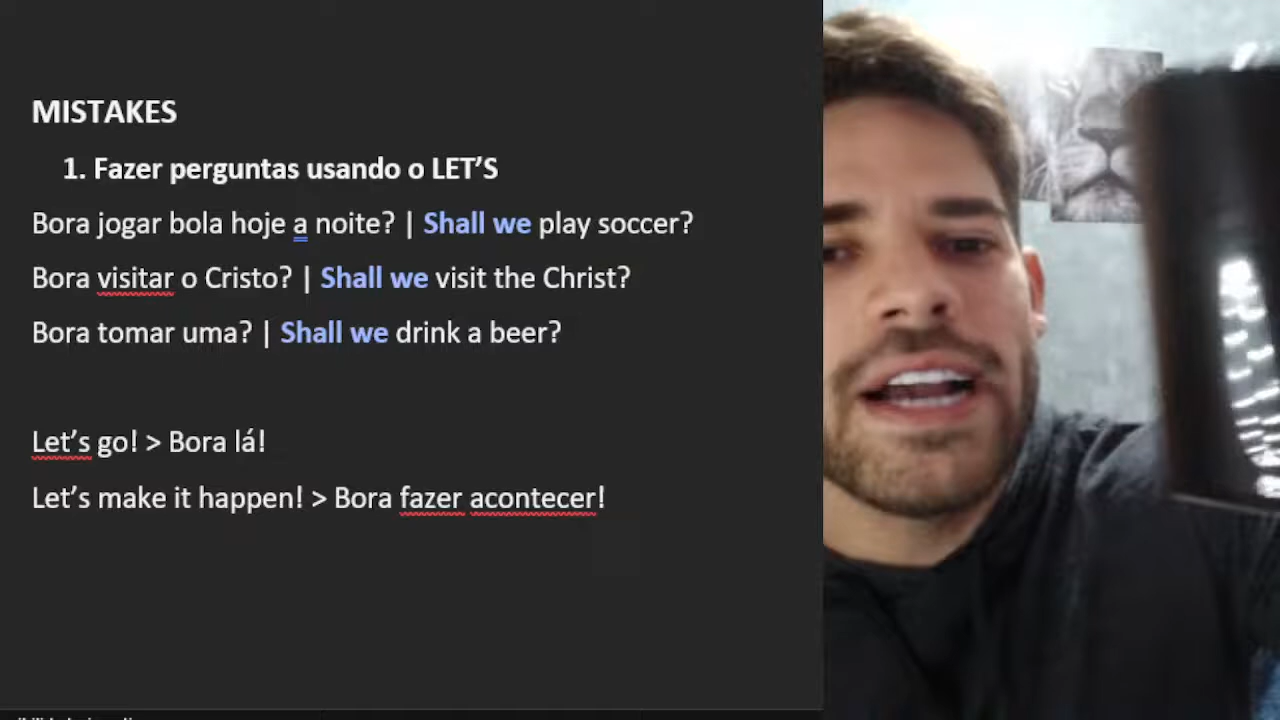 MISTAKES
1. Fazer perguntas usando o LET’S
Bora jogar bola hoje a noite? | Shall we play soccer?
Bora visitar o Cristo? | Shall we visit the Christ?
Bora tomar uma? | Shall we drink a beer?
Let’s go! > Bora lá!
Let’s make it happen! > Bora fazer acontecer!